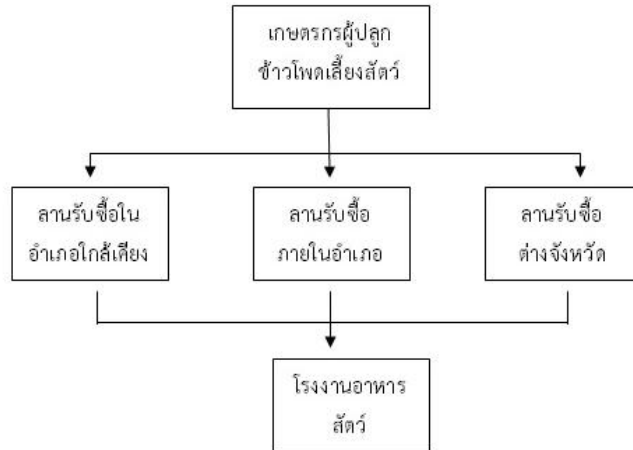 เกษตรกรผู้ปลูก
ข้าวโพดเลี้ยงสัตว์
ลานรับซื้อใน
อำเภอใกล้เคียง
ลานรับซื้อ
ภายในอำเภอ
ลานรับซื้อ
ต่างจังหวัด
โรงงานอาหาร
สัตว์